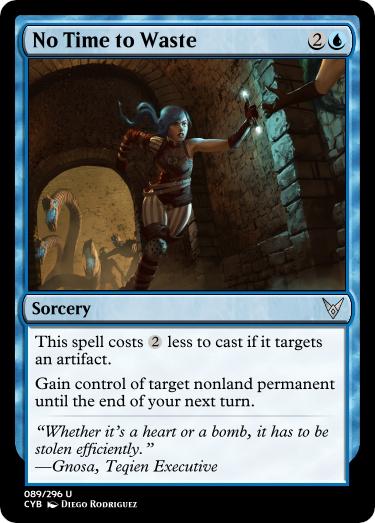 No Time to Waste 2
Sorcery
This spell costs 2 less to cast if it targets
an artifact.
Gain control of target nonland permanent
until the end of your next turn.
“Whether it’s a heart or a bomb, it has to be
stolen efficiently.”
—Gnosa, Teqien Executive
089/296 U
CYB Diego Rodriguez